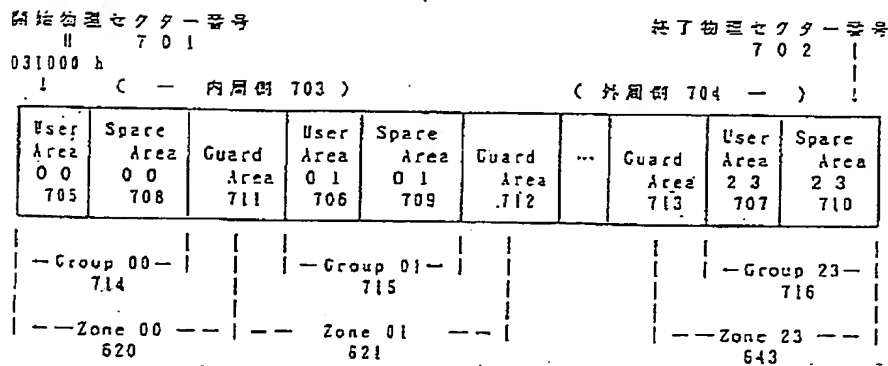 開始物理セクター番号
701
031000 h
終了物理セクター番号
702
( ― 内周側 703 )
( 外周側 704 ― )
User Area 00 705
Spare Area 00 708
Guard Area 711
User Area 01 706
Spare Area 01 709
Guard Area 712
...
Guard Area 713
User Area 23 707
Spare Area 23 710
―Group 00―
714
―Group 01―
715
―Group 23―
716
――Zone 00――
620
――Zone 01――
621
――Zone 23――
643